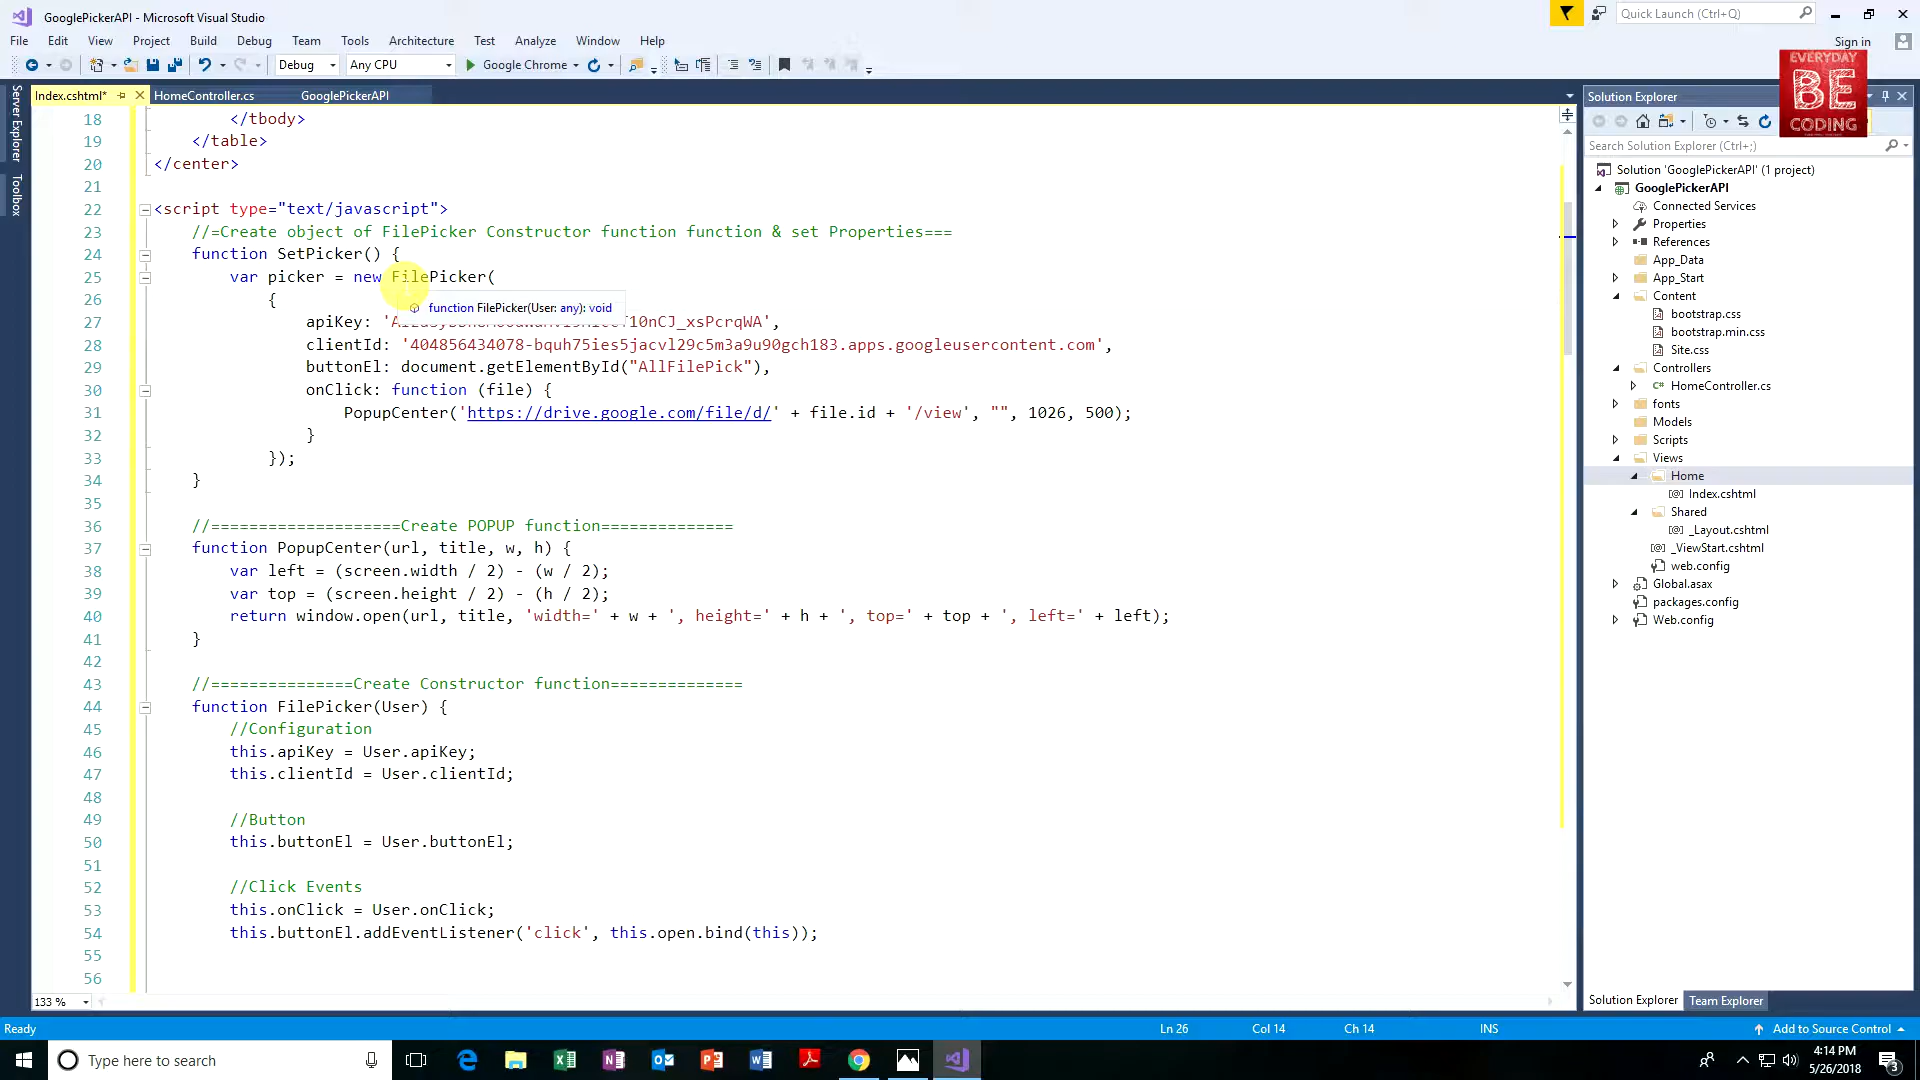 GooglePickerAPI - Microsoft Visual Studio
Quick Launch (Ctrl+Q)
File Edit View Project Build Debug Team Tools Architecture Test Analyze Window Help
Sign in
Debug Any CPU Google Chrome
EVERYDAY
BE
CODING
Server Explorer
Toolbox
Index.cshtml* HomeController.cs GooglePickerAPI
18 </tbody>
19 </table>
20 </center>
21
22 <script type="text/javascript">
23 //=Create object of FilePicker Constructor function function & set Properties===
24 function SetPicker() {
25 var picker = new FilePicker(
26 {
function FilePicker(User: any): void
27 apiKey: 10nCJ_xsPcrqWA',
28 clientId: '404856434078-bquh75ies5jacvl29c5m3a9u90gch183.apps.googleusercontent.com',
29 buttonEl: document.getElementById("AllFilePick"),
30 onClick: function (file) {
31 PopupCenter('https://drive.google.com/file/d/' + file.id + '/view', "", 1026, 500);
32 }
33 });
34 }
35
36 //====================Create POPUP function==============
37 function PopupCenter(url, title, w, h) {
38 var left = (screen.width / 2) - (w / 2);
39 var top = (screen.height / 2) - (h / 2);
40 return window.open(url, title, 'width=' + w + ', height=' + h + ', top=' + top + ', left=' + left);
41 }
42
43 //===============Create Constructor function==============
44 function FilePicker(User) {
45 //Configuration
46 this.apiKey = User.apiKey;
47 this.clientId = User.clientId;
48
49 //Button
50 this.buttonEl = User.buttonEl;
51
52 //Click Events
53 this.onClick = User.onClick;
54 this.buttonEl.addEventListener('click', this.open.bind(this));
55
56
133 %
Solution Explorer
Search Solution Explorer (Ctrl+;)
Solution 'GooglePickerAPI' (1 project)
GooglePickerAPI
Connected Services
Properties
References
App_Data
App_Start
Content
bootstrap.css
bootstrap.min.css
Site.css
Controllers
C# HomeController.cs
fonts
Models
Scripts
Views
Home
Index.cshtml
Shared
_Layout.cshtml
_ViewStart.cshtml
web.config
Global.asax
packages.config
Web.config
Solution Explorer Team Explorer
Ready Ln 26 Col 14 Ch 14 INS Add to Source Control
Type here to search
4:14 PM
5/26/2018
3